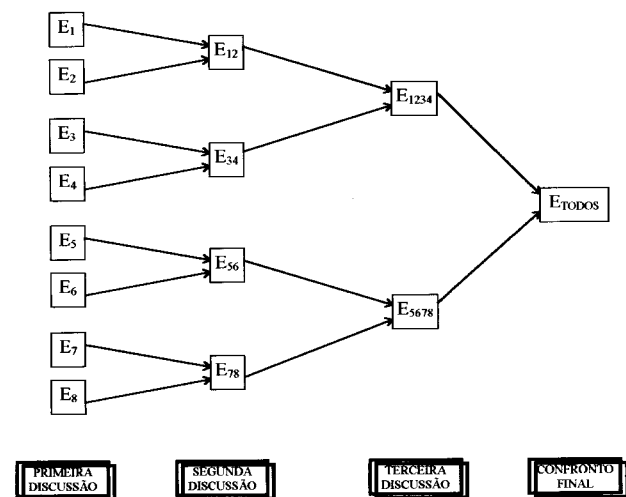 E1
E2
E12
E3
E4
E34
E1234
E5
E6
E56
E7
E8
E78
E5678
ETODOS
PRIMEIRA
DISCUSSÃO
SEGUNDA
DISCUSSÃO
TERCEIRA
DISCUSSÃO
CONFRONTO
FINAL